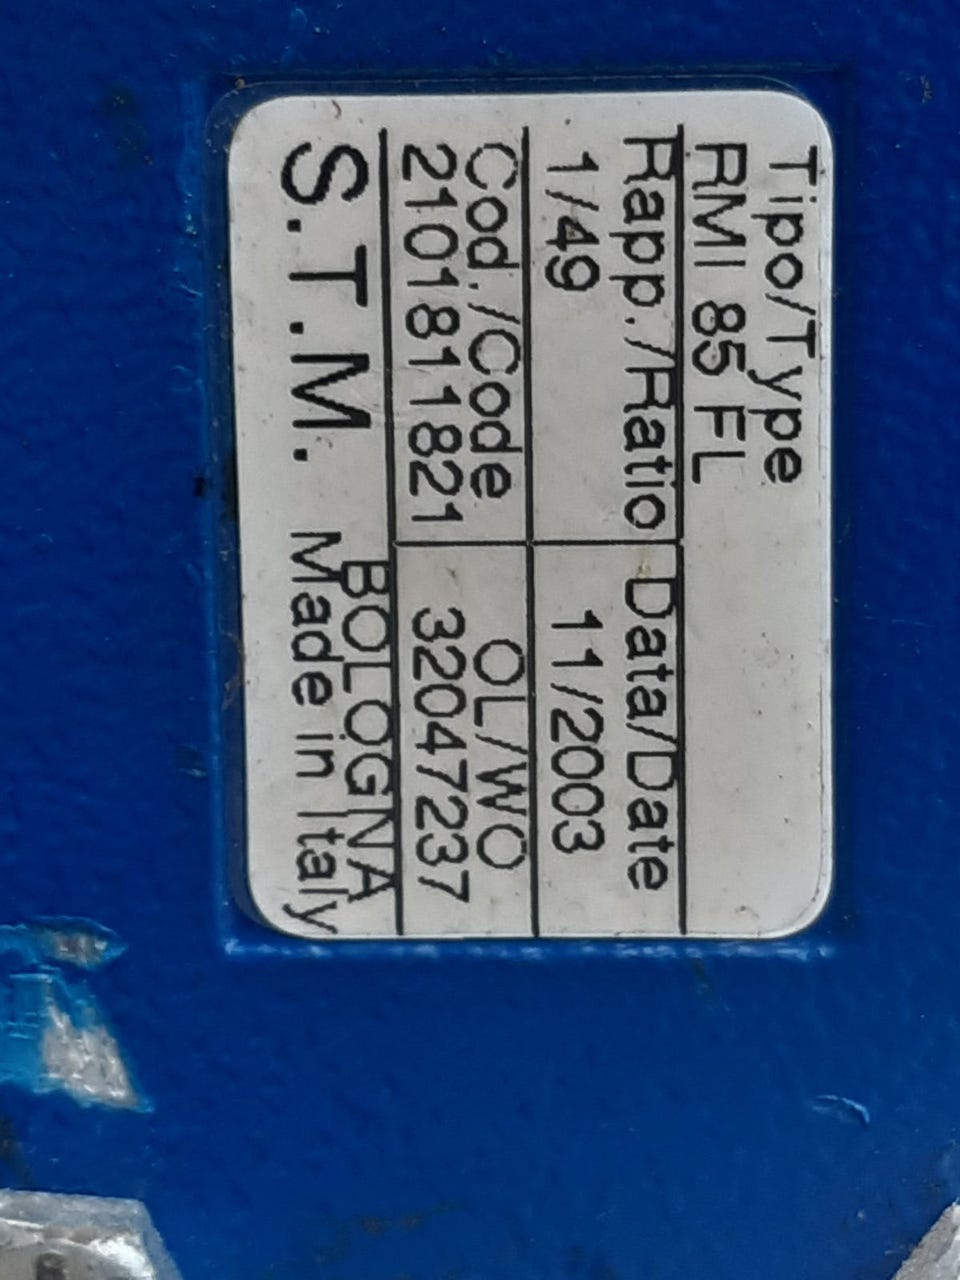 Tipo/Type
RMI 85 FL
Rapp./Ratio Data/Date
1/49 11/2003
Cod./Code OL/WO
2101811821 32047237
S.T.M. BOLOGNA
Made in Italy